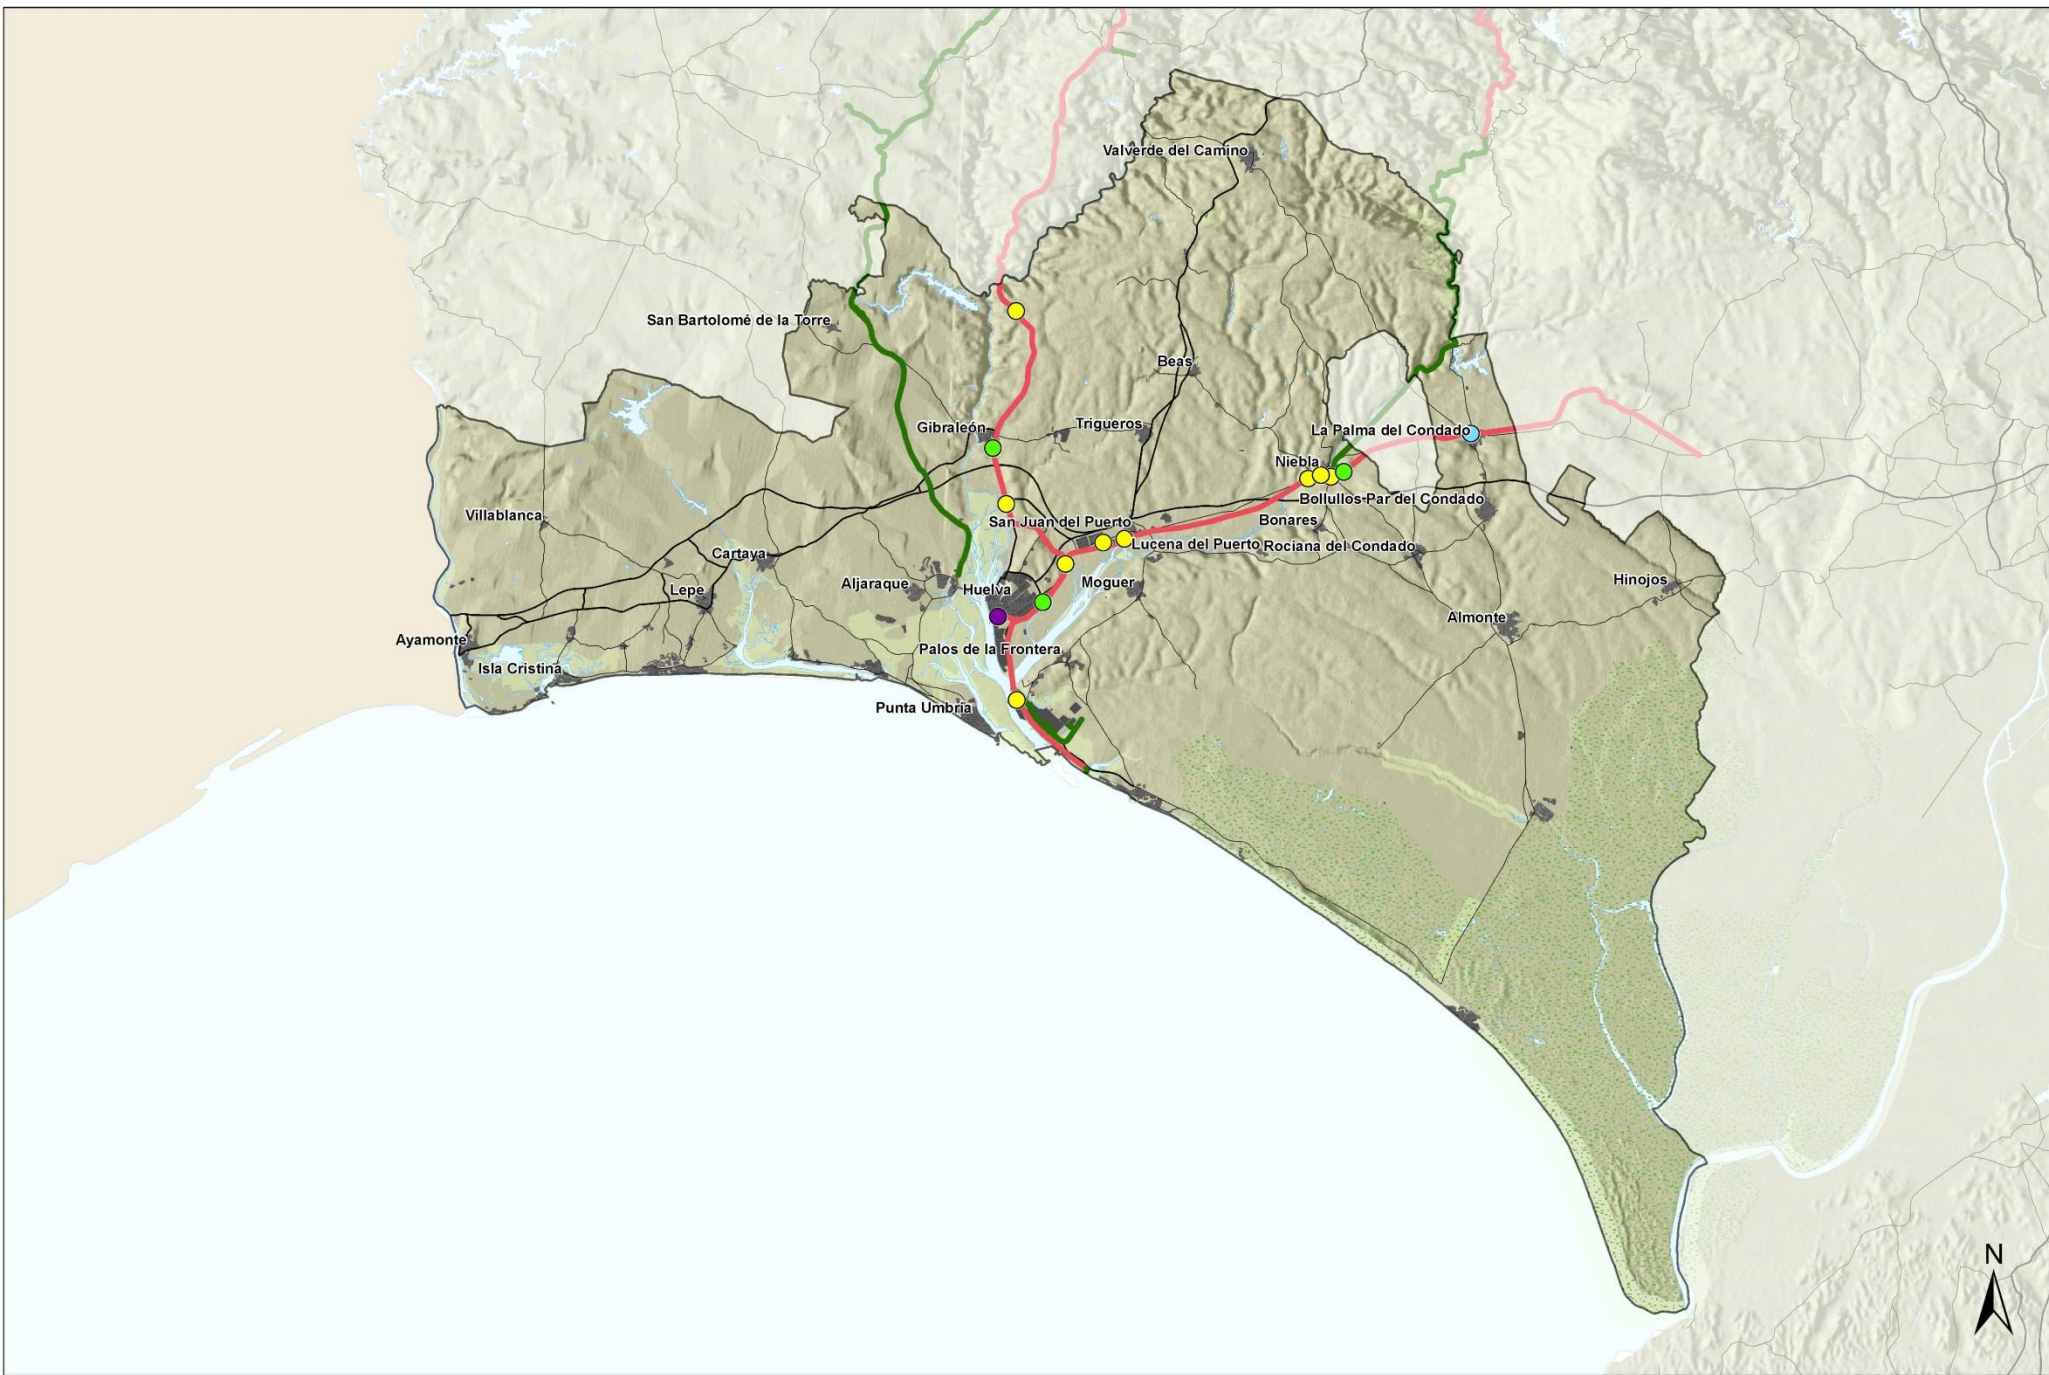 Valverde del Camino
San Bartolomé de la Torre
Beas
Gibraleón
Trigueros
La Palma del Condado
Niebla
Bollullos Par del Condado
Villablanca
San Juan del Puerto
Bonares
Lucena del Puerto
Rociana del Condado
Cartaya
Aljaraque
Huelva
Moguer
Hinojos
Lepe
Almonte
Ayamonte
Palos de la Frontera
Isla Cristina
Punta Umbría
N